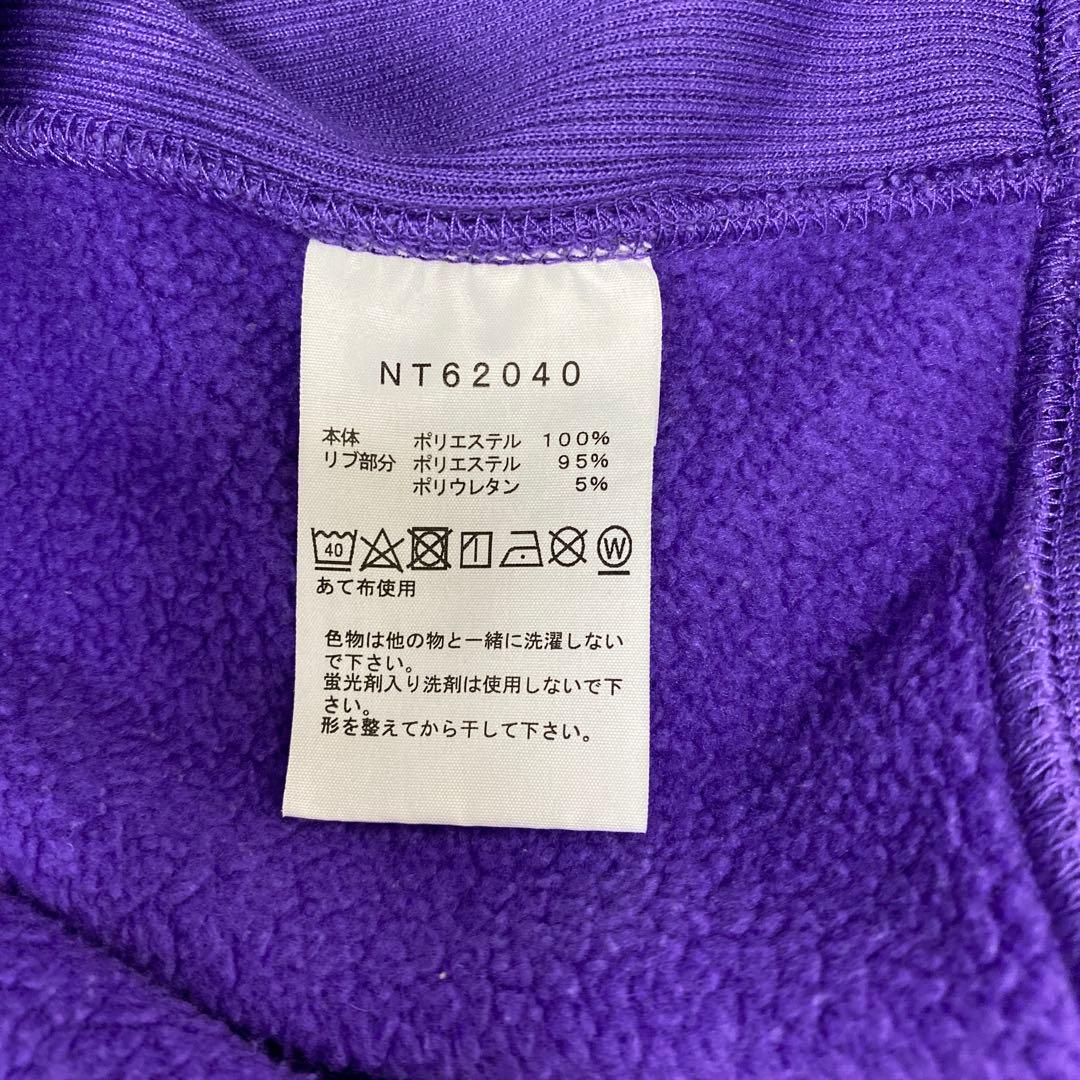 NT62040
本体 ポリエステル 100%
リブ部分 ポリエステル 95%
ポリウレタン 5%
40 W
あて布使用
色物は他の物と一緒に洗濯しない
で下さい。
蛍光剤入り洗剤は使用しないで下
さい。
形を整えてから干して下さい。